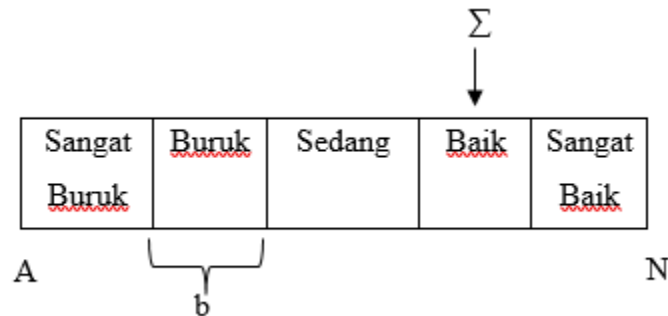 Σ
Sangat Buruk Sedang Baik Sangat
Buruk Baik
A N
b